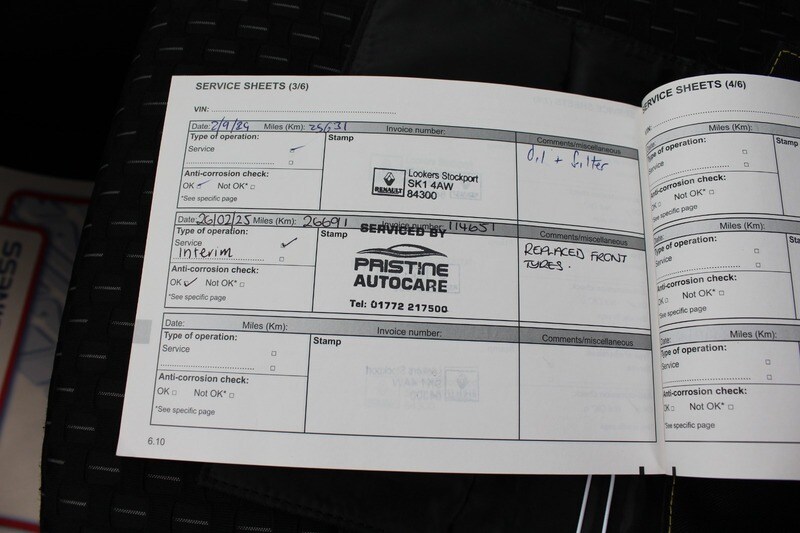 SERVICE SHEETS (3/6)
VIN:
Date: 2/9/24 Miles (Km): 25631 Invoice number: Comments/miscellaneous
Type of operation: Stamp
Service
Oil + filter
Anti-corrosion check:
OK Not OK*
*See specific page
RENAULT
Lookers Stockport
SK1 4AW
84300
Date: 26/02/25 Miles (Km): 26691 Invoice number: 114651 Comments/miscellaneous
Type of operation: Stamp
Service
Interim
Anti-corrosion check:
OK Not OK*
*See specific page
SERVICED BY
PRISTINE
AUTOCARE
Tel: 01772 217500
REPLACED FRONT
TYRES.
Date: Miles (Km): Invoice number: Comments/miscellaneous
Type of operation: Stamp
Service
Anti-corrosion check:
OK Not OK*
*See specific page
6.10
SERVICE SHEETS (4/6)
Date: Miles (Km):
Type of operation:
Service
Anti-corrosion check:
OK Not OK*
*See specific page
Date: Miles (Km):
Type of operation:
Service
Anti-corrosion check:
OK Not OK*
*See specific page
Date: Miles (Km):
Type of operation:
Service
Anti-corrosion check:
OK Not OK*
*See specific page